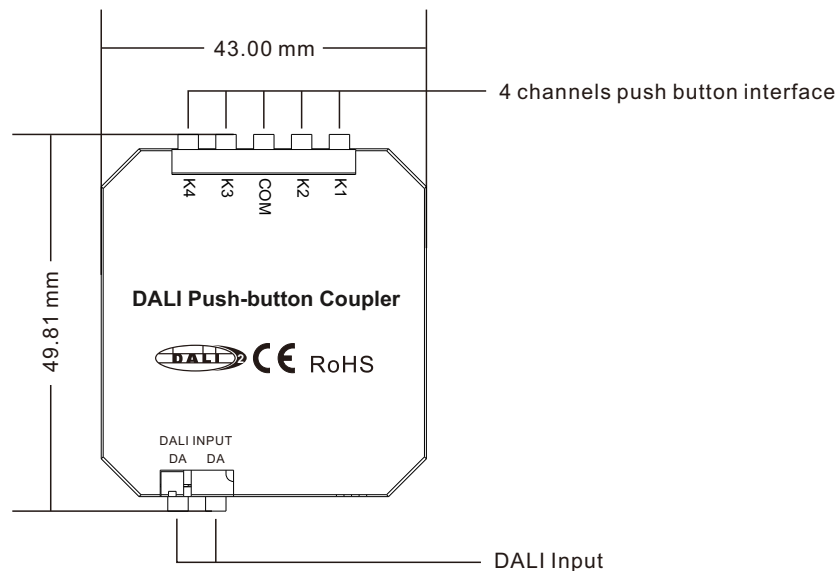 43.00 mm
4 channels push button interface
K4
K3
COM
K2
K1
49.81 mm
DALI Push-button Coupler
DALI 2 CE RoHS
DALI INPUT
DA DA
DALI Input